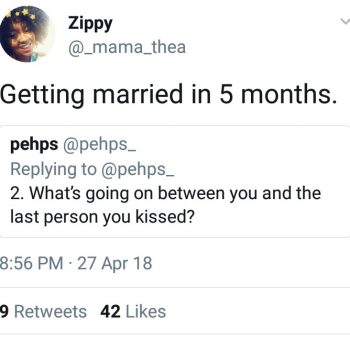 Zippy
@_mama_thea
Getting married in 5 months.
pehps @pehps_
Replying to @pehps_
2. What's going on between you and the
last person you kissed?
8:56 PM · 27 Apr 18
9 Retweets 42 Likes